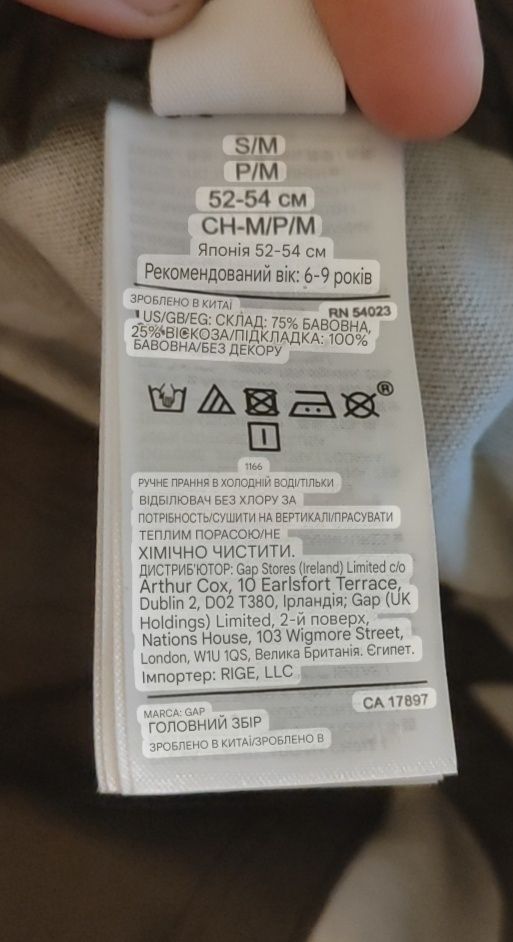 S/M
P/M
52-54 см
CH-M/P/M
Японія 52-54 см
Рекомендований вік: 6-9 років
ЗРОБЛЕНО В КИТАЇ
RN 54023
US/GB/EG: СКЛАД: 75% БАВОВНА,
25% ВІСКОЗА/ПІДКЛАДКА: 100%
БАВОВНА/БЕЗ ДЕКОРУ
®
1166
РУЧНЕ ПРАННЯ В ХОЛОДНІЙ ВОДІ/ТІЛЬКИ
ВІДБІЛЮВАЧ БЕЗ ХЛОРУ ЗА
ПОТРІБНОСТЬ/СУШИТИ НА ВЕРТИКАЛІ/ПРАСУВАТИ
ТЕПЛИМ ПОРАСОЮ/НЕ
ХІМІЧНО ЧИСТИТИ.
ДИСТРИБ'ЮТОР: Gap Stores (Ireland) Limited c/o
Arthur Cox, 10 Earlsfort Terrace,
Dublin 2, D02 T380, Ірландія; Gap (UK
Holdings) Limited, 2-й поверх,
Nations House, 103 Wigmore Street,
London, W1U 1QS, Велика Британія. Єгипет.
Імпортер: RIGE, LLC
CA 17897
MARCA: GAP
ГОЛОВНИЙ ЗБІР
ЗРОБЛЕНО В КИТАЇ/ЗРОБЛЕНО В